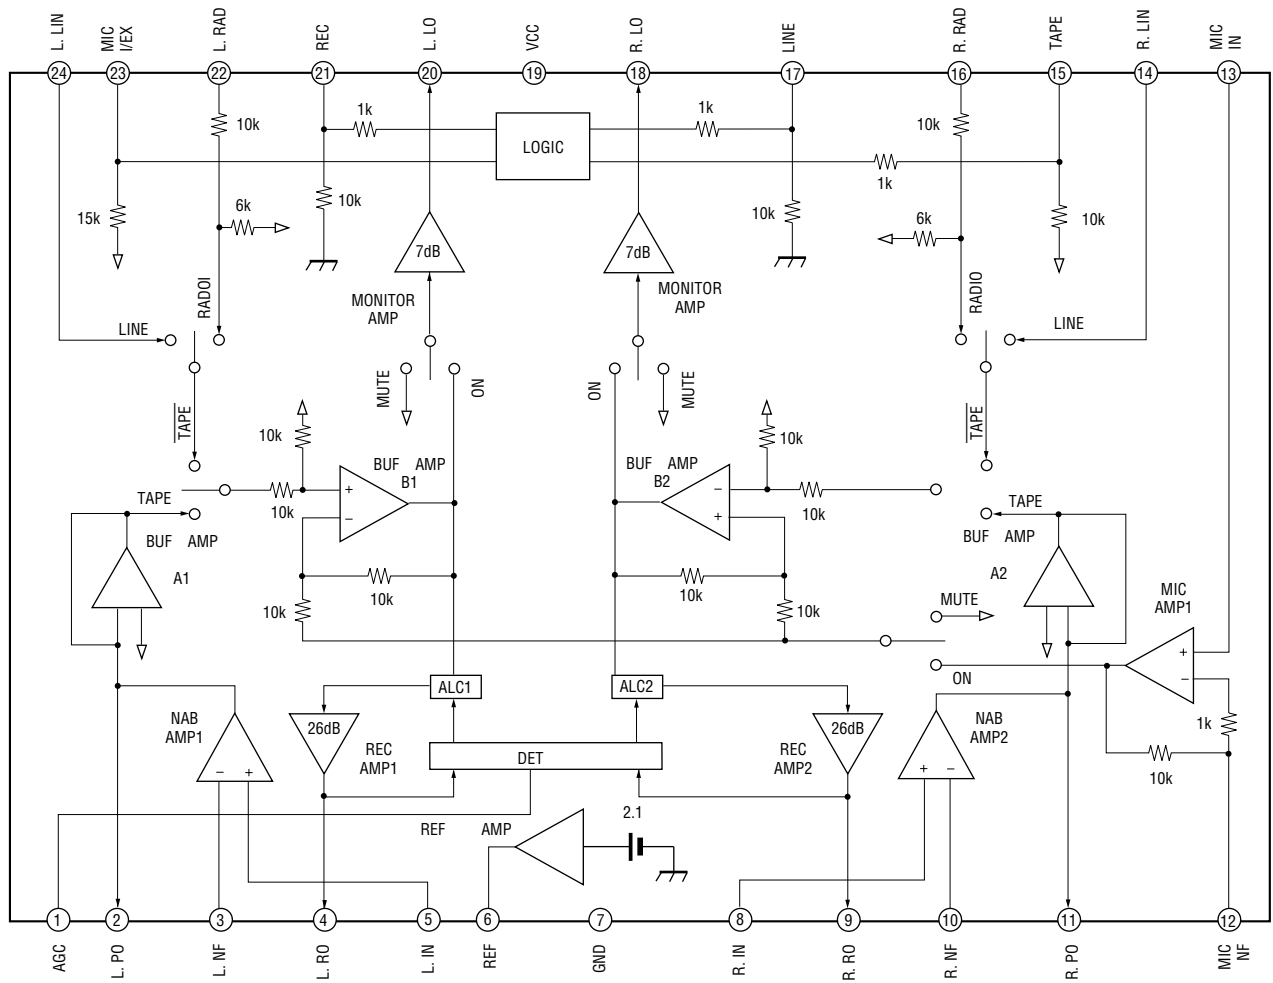 L. LIN
MIC
I/EX
L. RAD
REC
L. LO
VCC
R. LO
LINE
R. RAD
TAPE
R. LIN
MIC
IN
24
23
22
21
20
19
18
17
16
15
14
13
10k
1k
LOGIC
1k
10k
1k
15k
6k
10k
10k
6k
10k
7dB
7dB
MONITOR
AMP
MONITOR
AMP
RADOI
RADIO
LINE
LINE
MUTE
ON
ON
MUTE
TAPE
TAPE
10k
BUF AMP
B1
+
−
10k
BUF AMP
B2
−
+
10k
10k
TAPE
BUF AMP
A1
TAPE
BUF AMP
A2
10k
10k
10k
10k
MUTE
ON
MIC
AMP1
+
−
1k
10k
ALC1
ALC2
NAB
AMP1
− +
26dB
REC
AMP1
DET
REC
AMP2
26dB
NAB
AMP2
+ −
REF AMP
2.1
1
2
3
4
5
6
7
8
9
10
11
12
AGC
L. PO
L. NF
L. RO
L. IN
REF
GND
R. IN
R. RO
R. NF
R. PO
MIC
NF